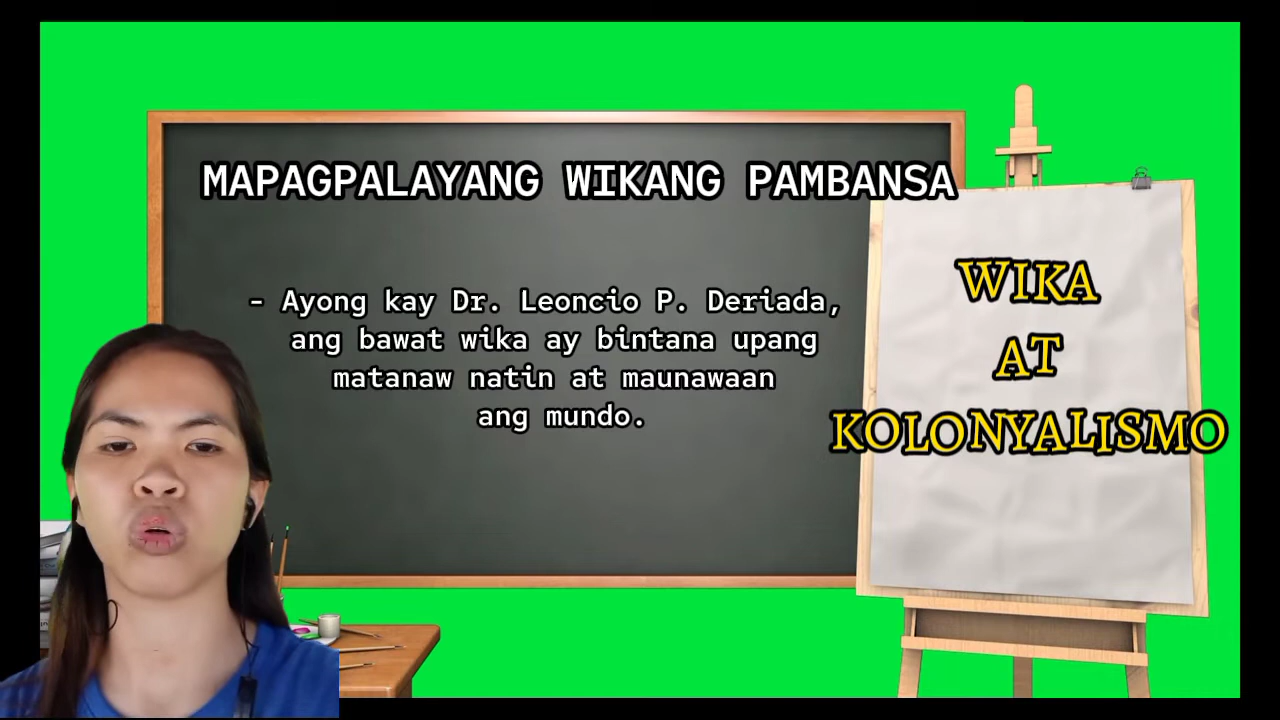 MAPAGPALAYANG WIKANG PAMBANSA
- Ayong kay Dr. Leoncio P. Deriada,
ang bawat wika ay bintana upang
matanaw natin at maunawaan
ang mundo.
WIKA
AT
KOLONYALISMO